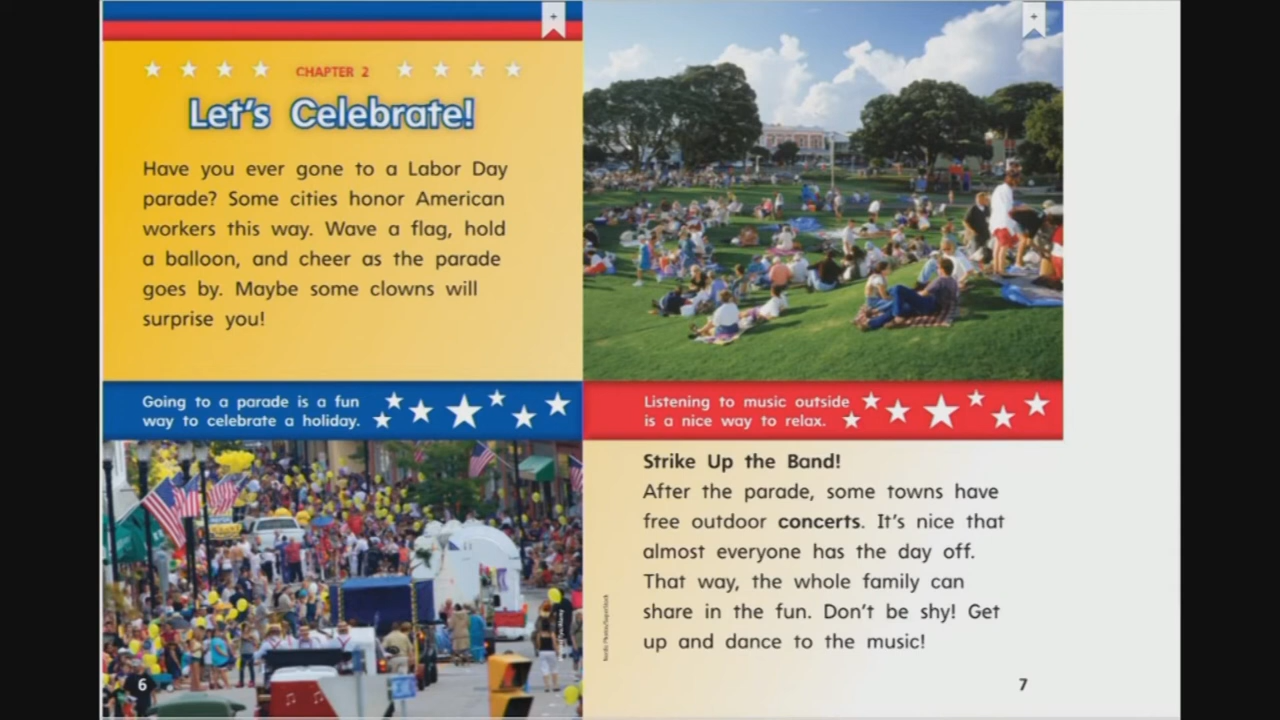 CHAPTER 2
Let's Celebrate!
Have you ever gone to a Labor Day
parade? Some cities honor American
workers this way. Wave a flag, hold
a balloon, and cheer as the parade
goes by. Maybe some clowns will
surprise you!
Going to a parade is a fun
way to celebrate a holiday.
6
Listening to music outside
is a nice way to relax.
Strike Up the Band!
After the parade, some towns have
free outdoor concerts. It's nice that
almost everyone has the day off.
That way, the whole family can
share in the fun. Don't be shy! Get
up and dance to the music!
7